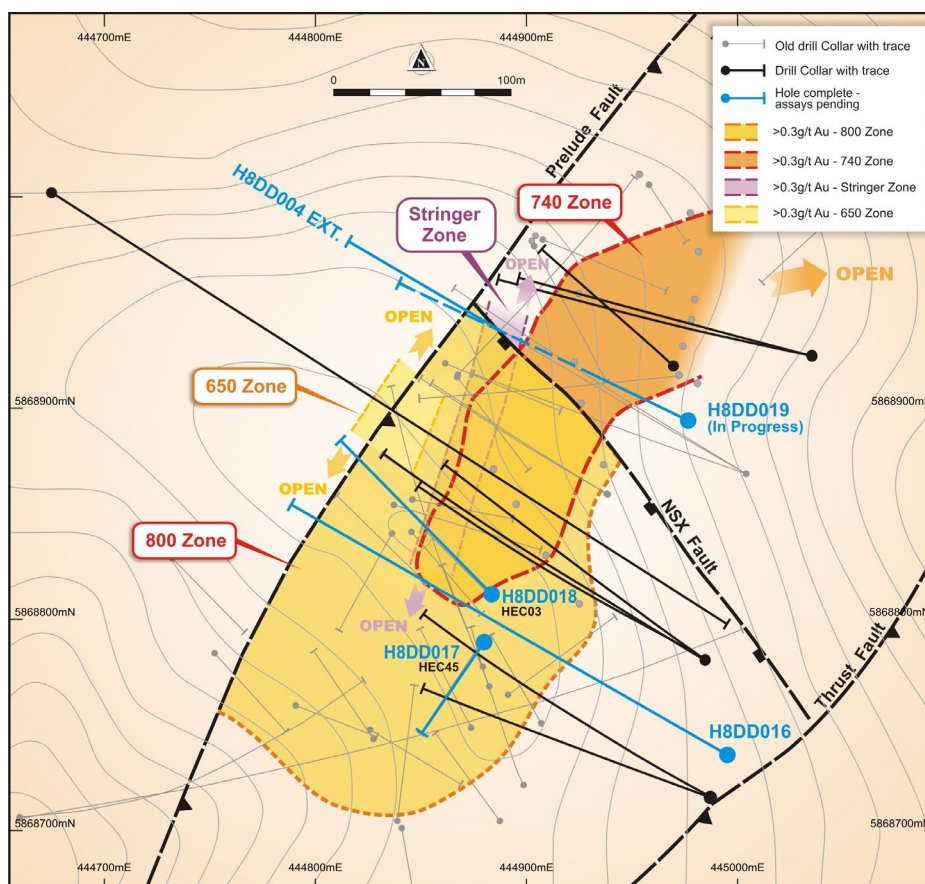 444700mE
444800mE
444900mE
445000mE
N
0
100m
Old drill Collar with trace
Drill Collar with trace
Hole complete -
assays pending
>0.3g/t Au - 800 Zone
>0.3g/t Au - 740 Zone
>0.3g/t Au - Stringer Zone
>0.3g/t Au - 650 Zone
Prelude Fault
H8DD004 EXT.
Stringer
Zone
740 Zone
OPEN
OPEN
OPEN
650 Zone
5868900mN
5868900mN
H8DD019
(In Progress)
OPEN
NSX Fault
800 Zone
H8DD018
HEC03
5868800mN
5868800mN
OPEN
H8DD017
HEC45
Thrust Fault
H8DD016
5868700mN
5868700mN
444700mE
444800mE
444900mE
445000mE